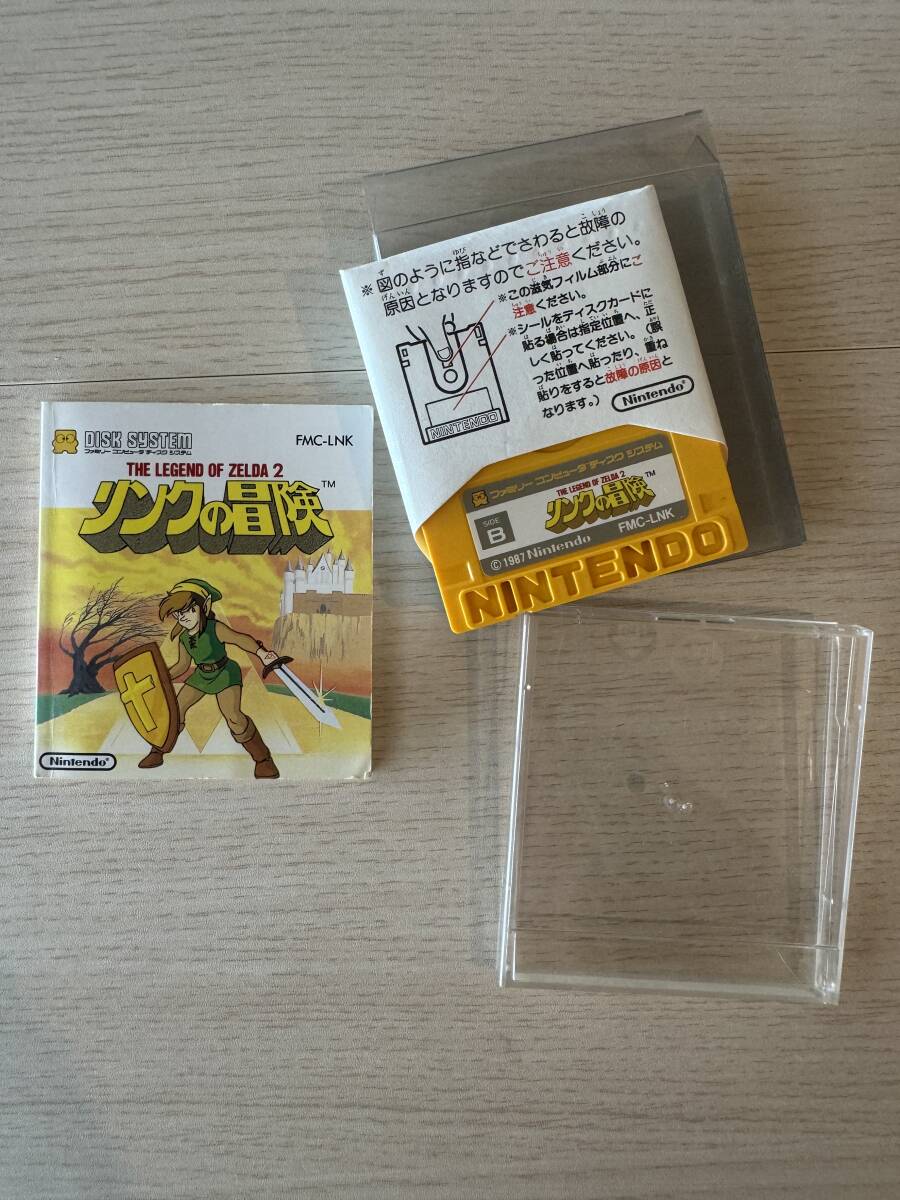 DISK SYSTEM
ファミリー コンピュータ ディスク システム
FMC-LNK
THE LEGEND OF ZELDA 2
リンクの冒険™
Nintendo®
※図のように指などでさわると故障の
原因となりますのでご注意ください。
※この滋気フィルム部分にご
注意ください。
※シールをディスクカードに
貼る場合は指定位置へ、正
しく貼ってください。(誤
った位置へ貼ったり、重ね
貼りをすると故障の原因と
なります。)
Nintendo®
NINTENDO
ファミリー コンピュータ ディスク システム
SIDE
B
THE LEGEND OF ZELDA 2
リンクの冒険™
FMC-LNK
©1987 Nintendo
NINTENDO